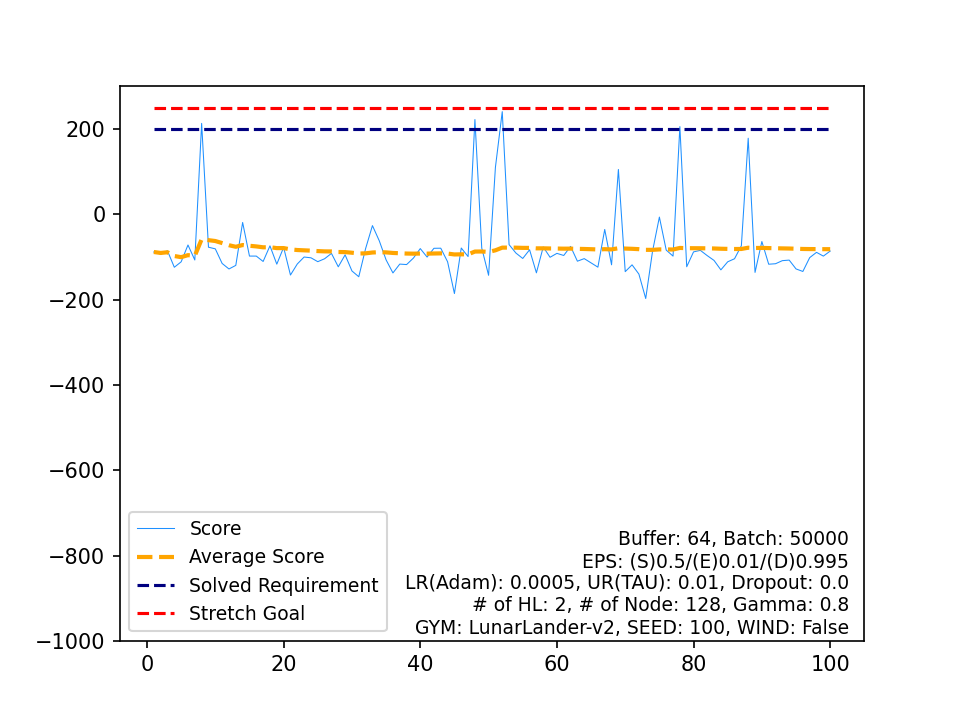 200
0
−200
−400
−600
−800
−1000
0
20
40
60
80
100
Score
Average Score
Solved Requirement
Stretch Goal
Buffer: 64, Batch: 50000
EPS: (S)0.5/(E)0.01/(D)0.995
LR(Adam): 0.0005, UR(TAU): 0.01, Dropout: 0.0
# of HL: 2, # of Node: 128, Gamma: 0.8
GYM: LunarLander-v2, SEED: 100, WIND: False